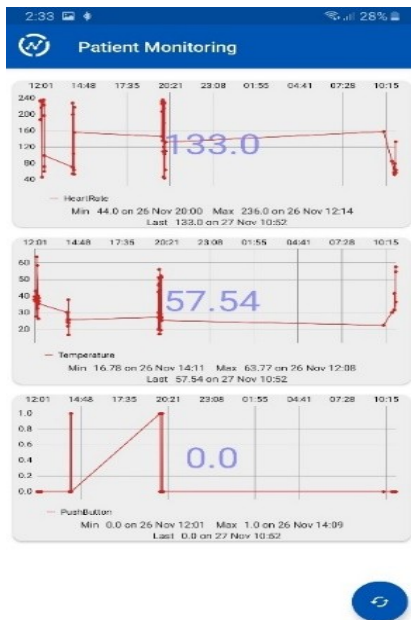 2:33 28%
Patient Monitoring
12:01 14:48 17:35 20:21 23:08 01:55 04:41 07:28 10:15
240
200
160
120
80
40
133.0
HeartRate
Min 44.0 on 26 Nov 20:00 Max 236.0 on 26 Nov 12:14
Last 133.0 on 27 Nov 10:52
12:01 14:48 17:35 20:21 23:08 01:55 04:41 07:28 10:15
60
50
40
30
20
57.54
Temperature
Min 16.78 on 26 Nov 14:11 Max 63.77 on 26 Nov 12:08
Last 57.54 on 27 Nov 10:52
12:01 14:48 17:35 20:21 23:08 01:55 04:41 07:28 10:15
1.0
0.8
0.6
0.4
0.2
0.0
0.0
PushButton
Min 0.0 on 26 Nov 12:01 Max 1.0 on 26 Nov 14:09
Last 0.0 on 27 Nov 10:52